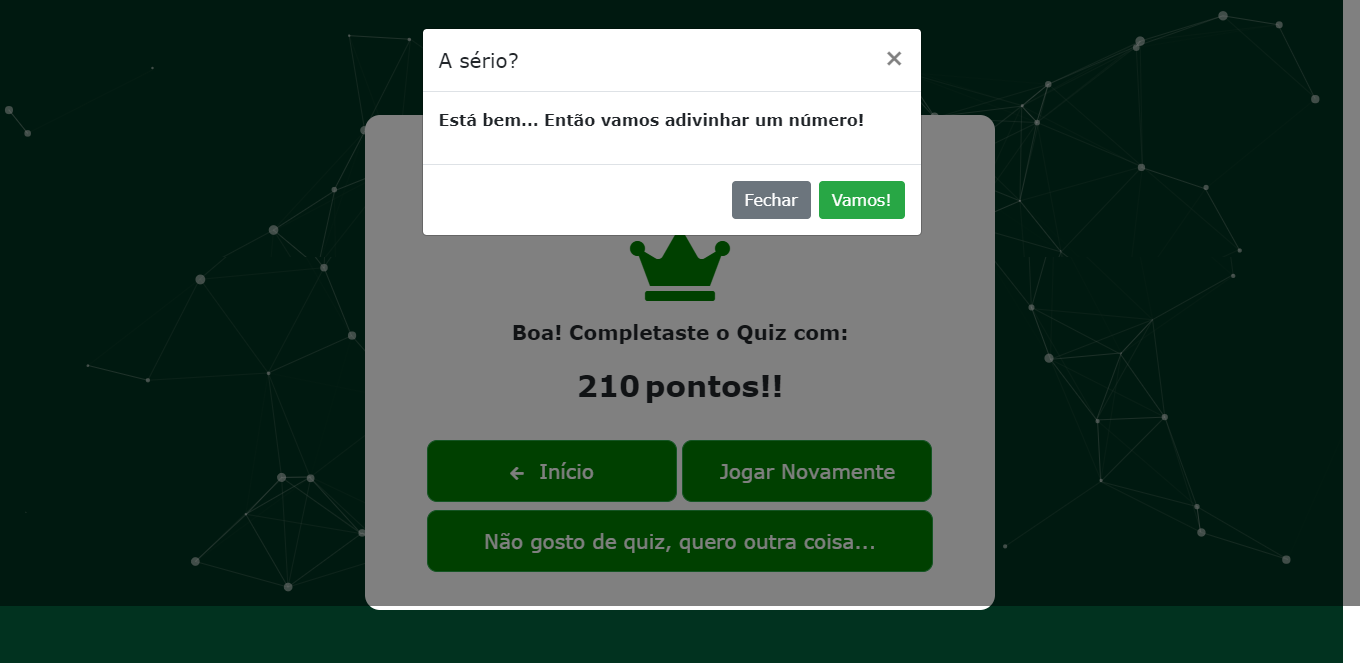 A sério?
×
Está bem... Então vamos adivinhar um número!
Fechar
Vamos!
Boa! Completaste o Quiz com:
210 pontos!!
← Início
Jogar Novamente
Não gosto de quiz, quero outra coisa...